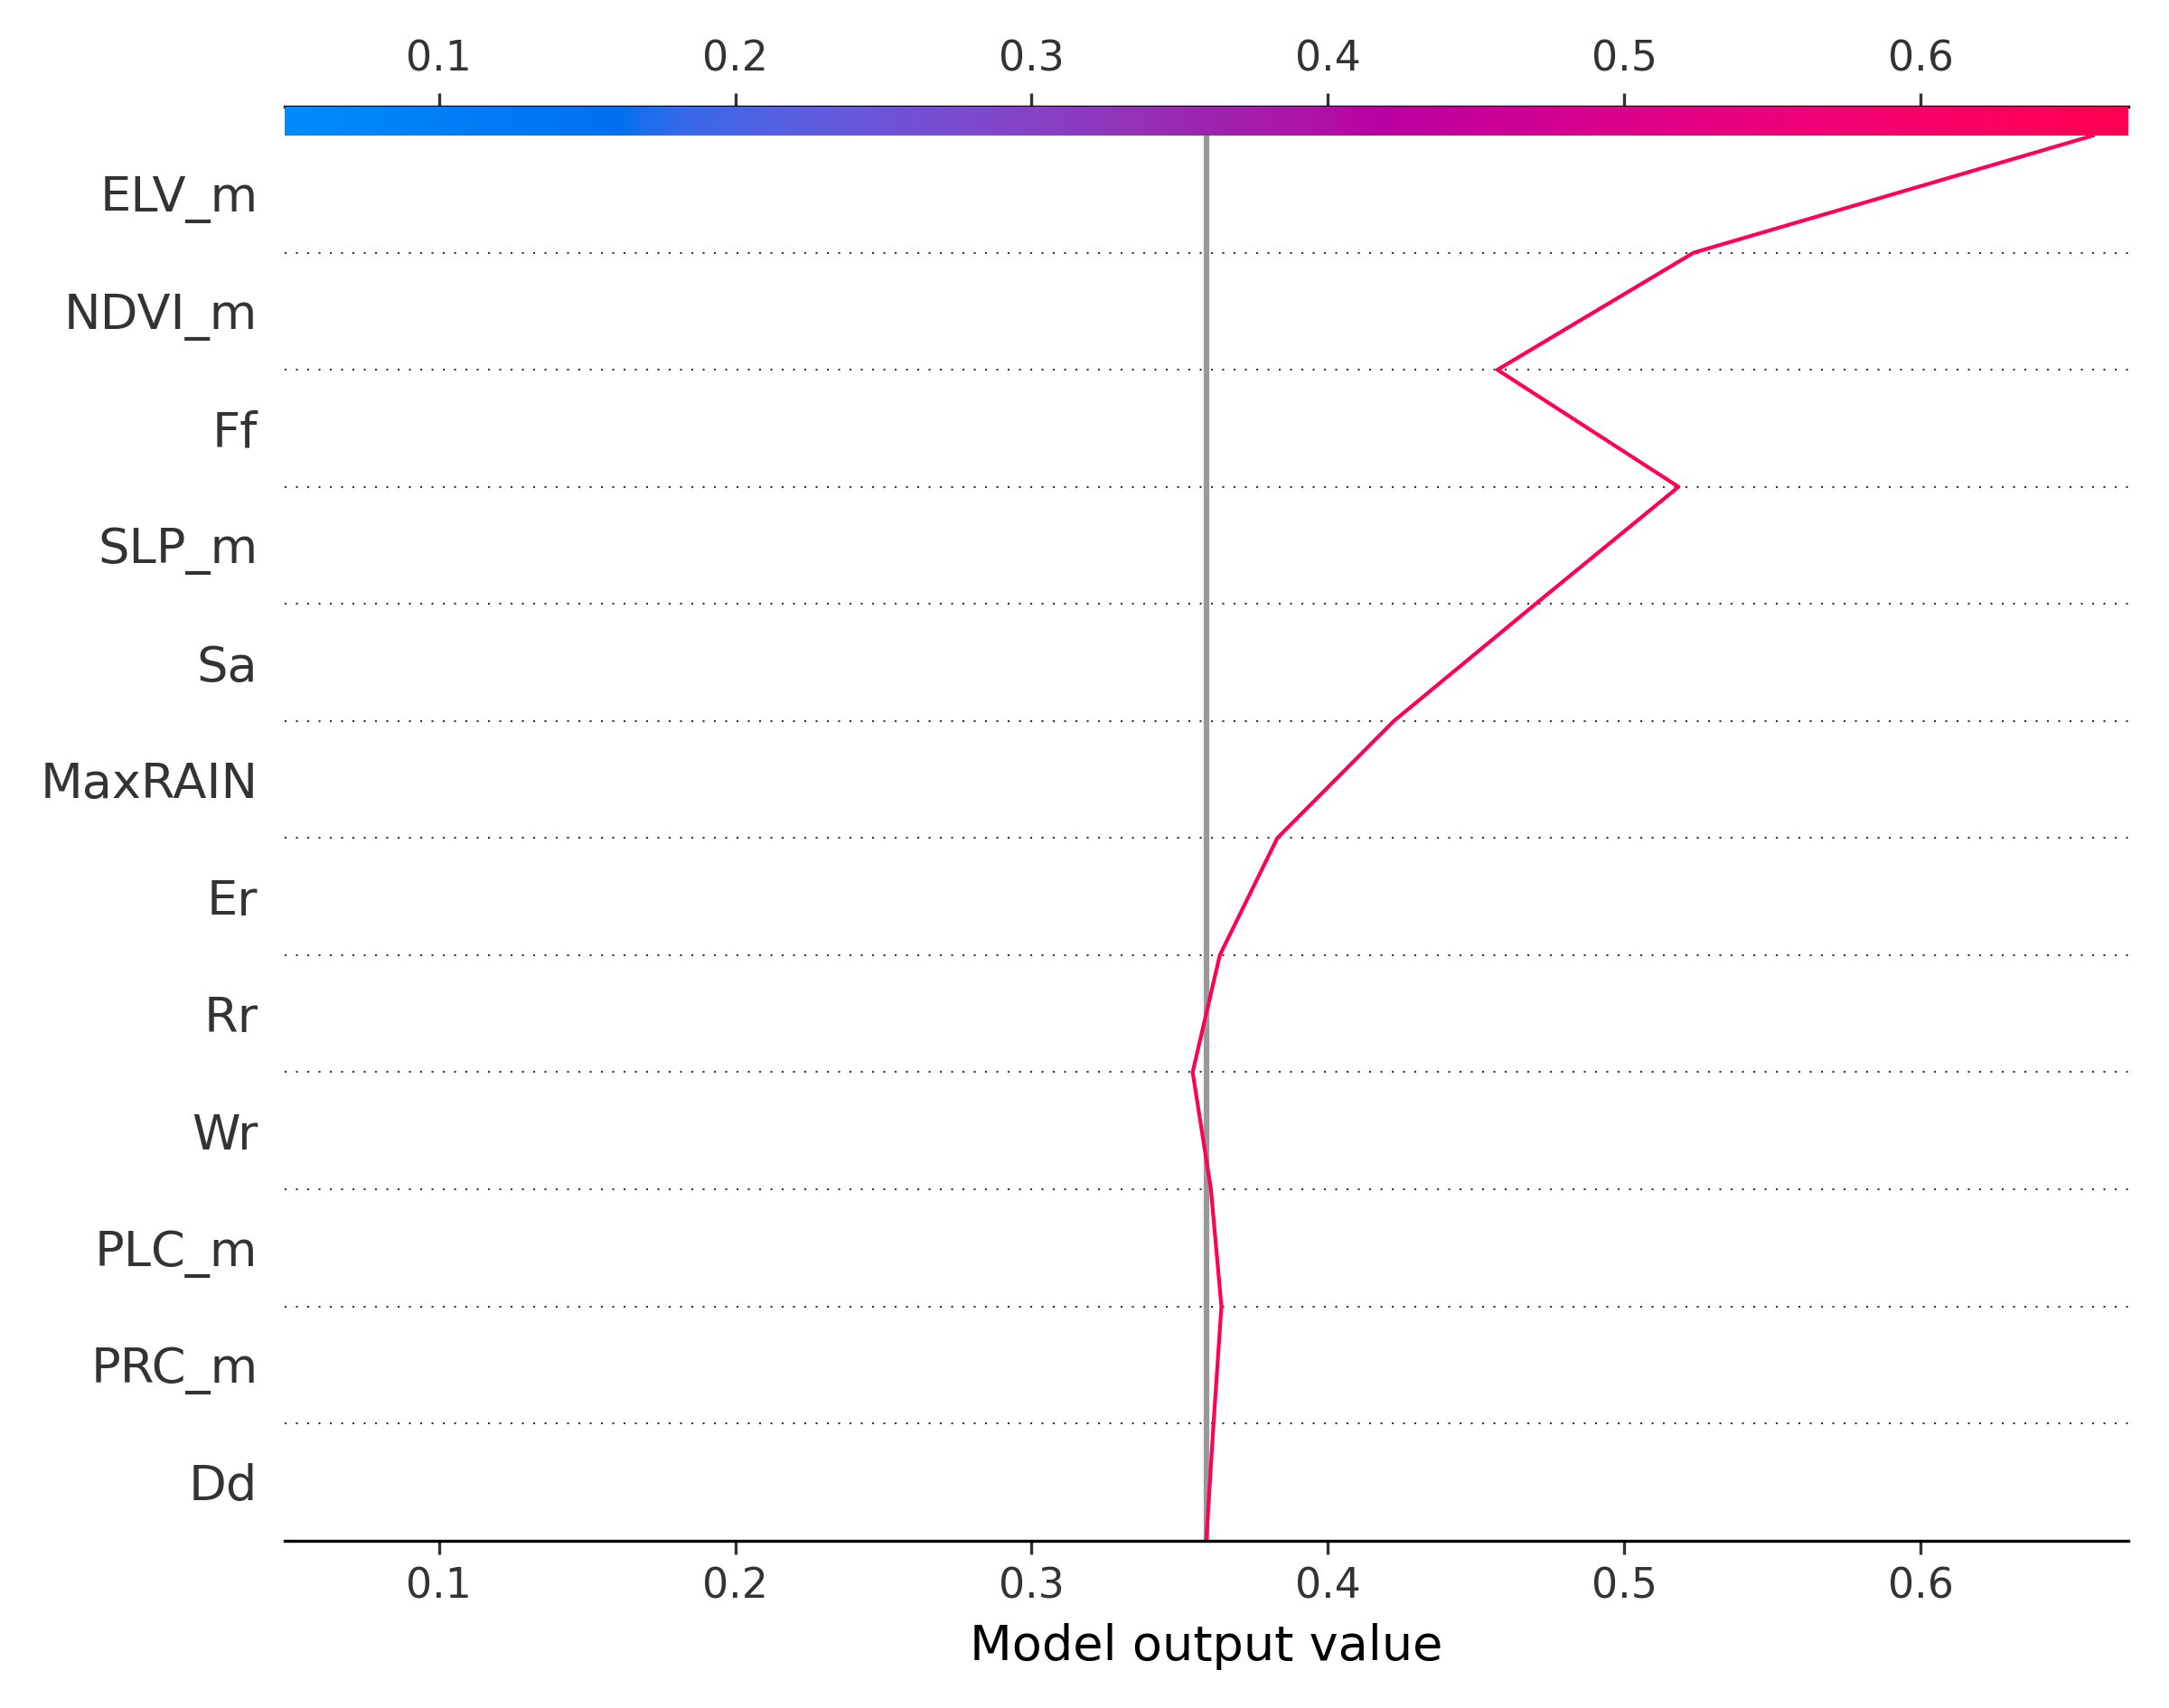 0.1 0.2 0.3 0.4 0.5 0.6
ELV_m
NDVI_m
Ff
SLP_m
Sa
MaxRAIN
Er
Rr
Wr
PLC_m
PRC_m
Dd
0.1 0.2 0.3 0.4 0.5 0.6
Model output value